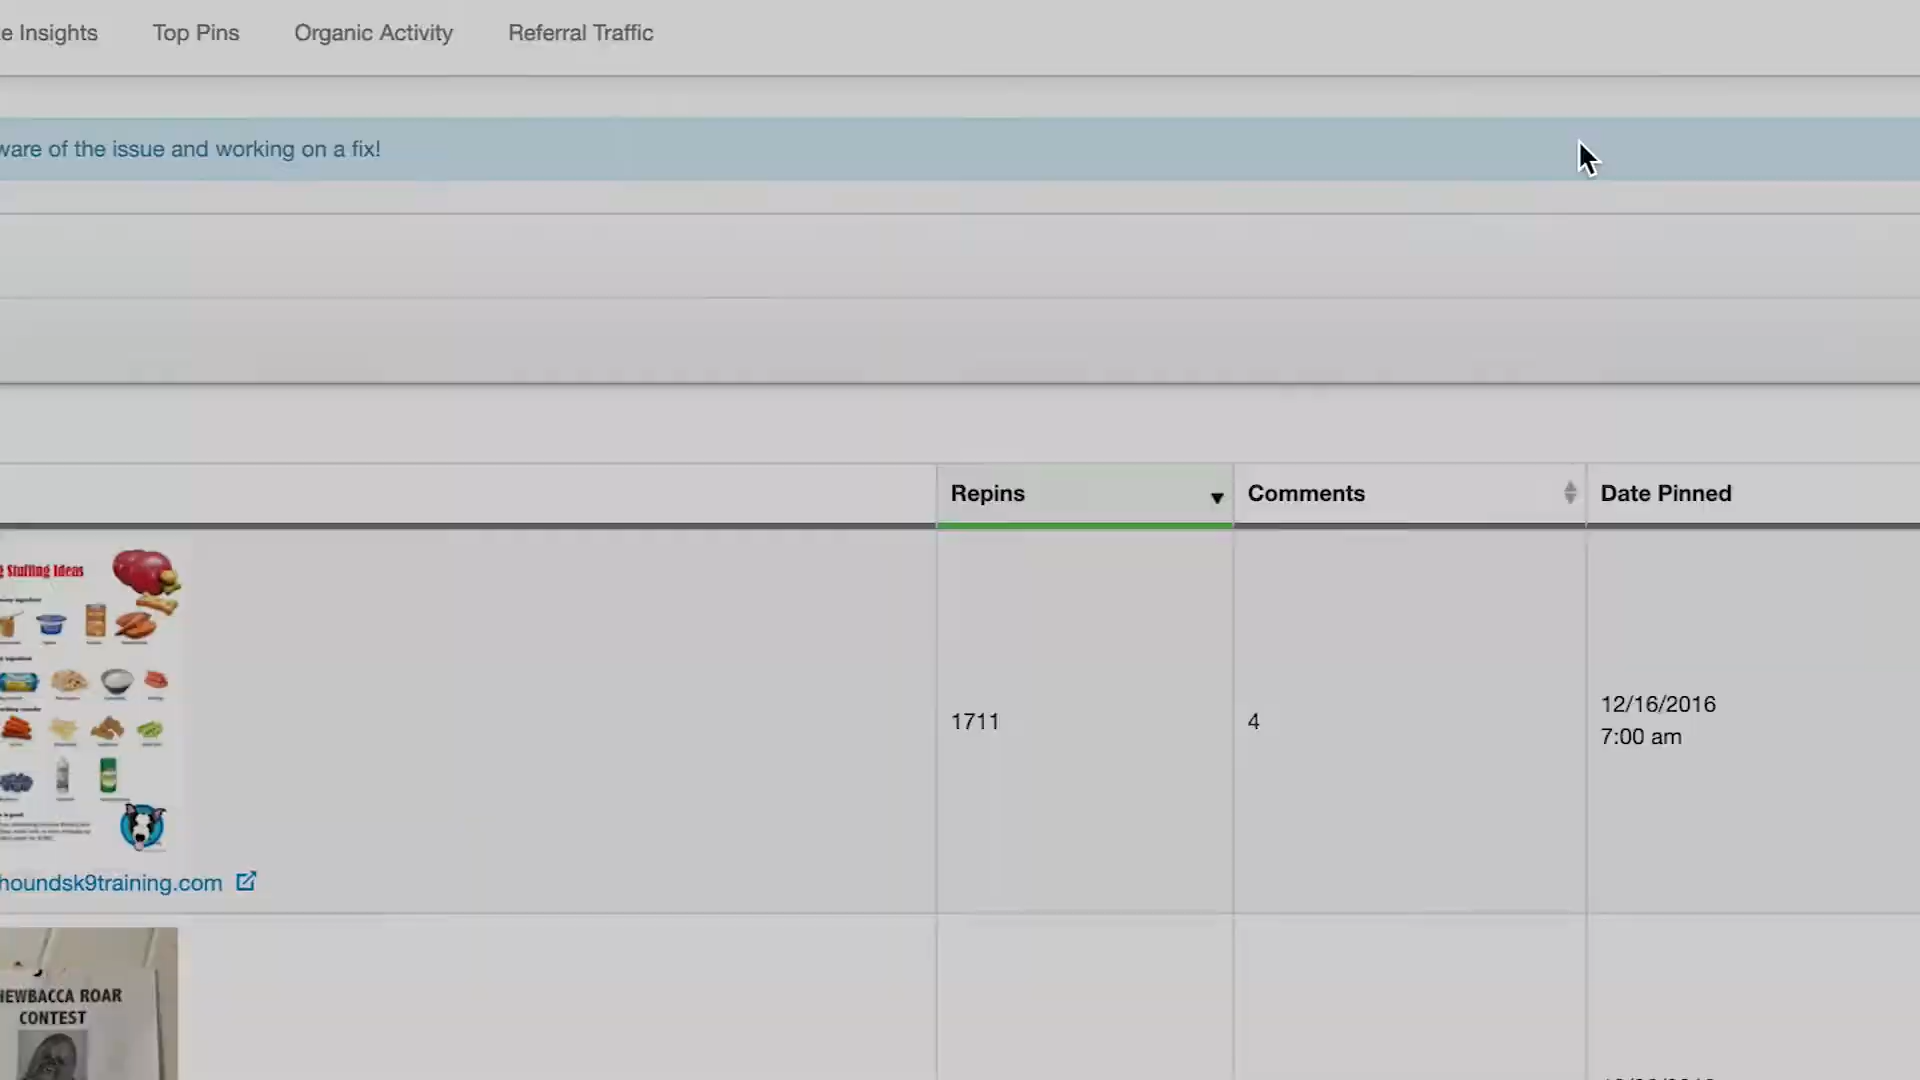 e Insights Top Pins Organic Activity Referral Traffic
ware of the issue and working on a fix!
Repins Comments Date Pinned
g Stuffing Ideas
1711 4 12/16/2016
7:00 am
houndsk9training.com
HEWBACCA ROAR
CONTEST